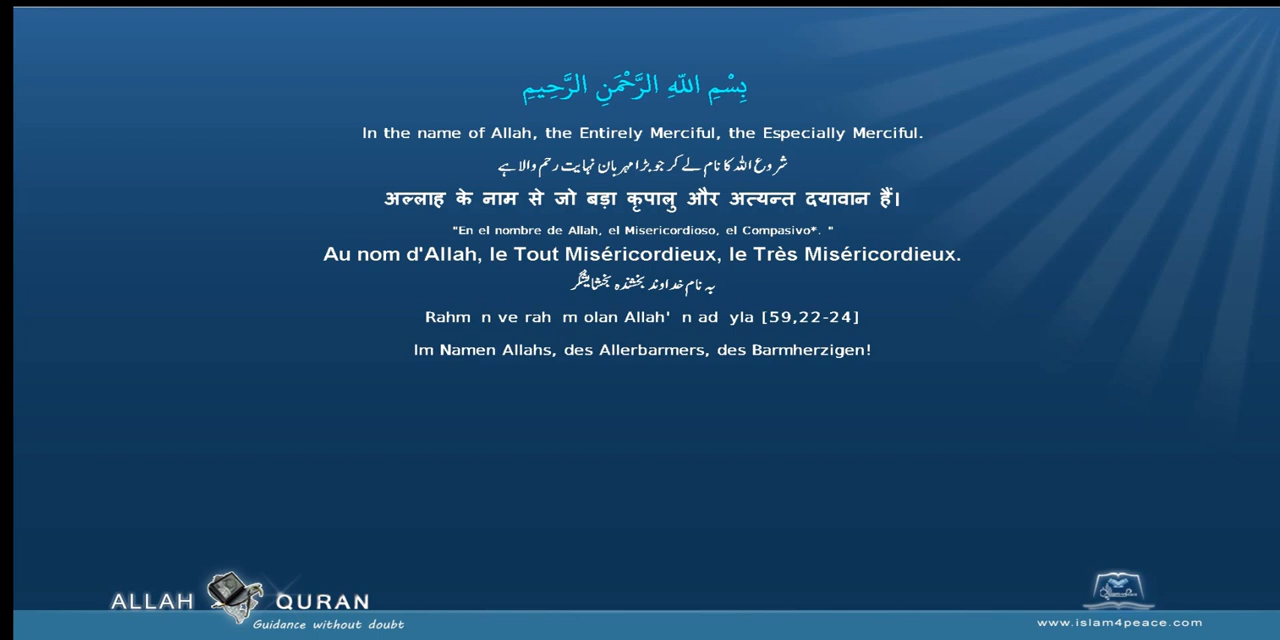 بِسْمِ اللَّهِ الرَّحْمَنِ الرَّحِيمِ
In the name of Allah, the Entirely Merciful, the Especially Merciful.
شروع الله کا نام لے کر جو بڑا مہربان نہایت رحم والا ہے
अल्लाह के नाम से जो बड़ा कृपालु और अत्यन्त दयावान हैं।
"En el nombre de Allah, el Misericordioso, el Compasivo*. "
Au nom d'Allah, le Tout Miséricordieux, le Très Miséricordieux.
به نام خداوند بخشنده بخشایشگر
Rahm n ve rah m olan Allah' n ad yla [59,22-24]
Im Namen Allahs, des Allerbarmers, des Barmherzigen!
ALLAH QURAN
Guidance without doubt
www.islam4peace.com